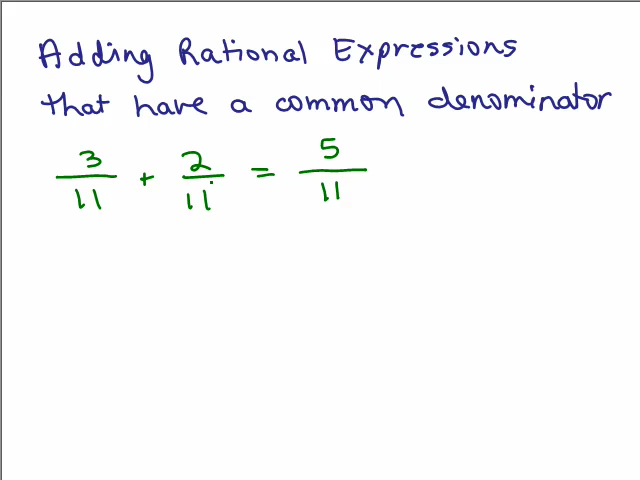 Adding Rational Expressions
that have a common denominator
3/11 + 2/11 = 5/11